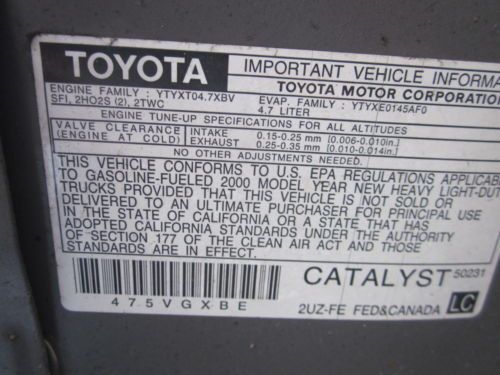 TOYOTA
IMPORTANT VEHICLE
TOYOTA MOTOR CORPORATION
ENGINE FAMILY : YTYXT04.7XBV
EVAP. FAMILY : YTYXE0145AF0
SFI, 2HO2S (2), 2TWC
4.7 LITER
ENGINE TUNE-UP SPECIFICATIONS FOR ALL ALTITUDES
VALVE CLEARANCE (ENGINE AT COLD)
INTAKE 0.15-0.25 mm [0.006-0.010in.]
EXHAUST 0.25-0.35 mm [0.010-0.014in.]
NO OTHER ADJUSTMENTS NEEDED.
THIS VEHICLE CONFORMS TO U.S. EPA REGULATIONS
TO GASOLINE-FUELED 2000 MODEL YEAR NEW HEAVY LIGHT-
TRUCKS PROVIDED THAT THIS VEHICLE IS NOT SOLD OR
DELIVERED TO AN ULTIMATE PURCHASER FOR PRINCIPAL USE
IN THE STATE OF CALIFORNIA OR A STATE THAT HAS
ADOPTED CALIFORNIA STANDARDS UNDER THE AUTHORITY
OF SECTION 177 OF THE CLEAN AIR ACT AND THOSE
STANDARDS ARE IN EFFECT.
CATALYST 50231
475VGXBE
2UZ-FE FED&CANADA LC